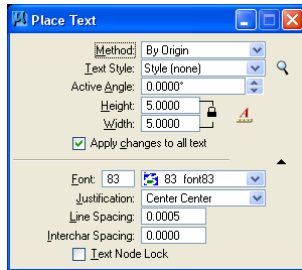 Place Text
Method: By Origin
Text Style: Style (none)
Active Angle: 0.0000°
Height: 5.0000
Width: 5.0000
A
Apply changes to all text
Font: 83 83 font83
Justification: Center Center
Line Spacing: 0.0005
Interchar Spacing: 0.0000
Text Node Lock